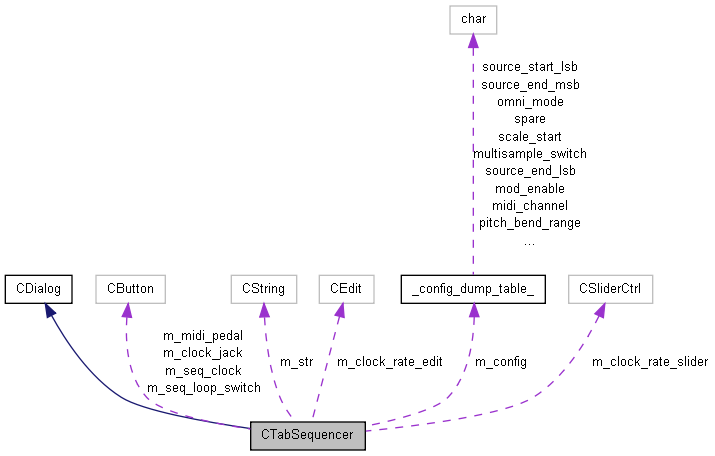 char
source_start_lsb
source_end_msb
omni_mode
spare
scale_start
multisample_switch
source_end_lsb
mod_enable
midi_channel
pitch_bend_range
...
CDialog
CButton
CString
CEdit
_config_dump_table_
CSliderCtrl
m_midi_pedal
m_clock_jack
m_seq_clock
m_seq_loop_switch
m_str
m_clock_rate_edit
m_config
m_clock_rate_slider
CTabSequencer